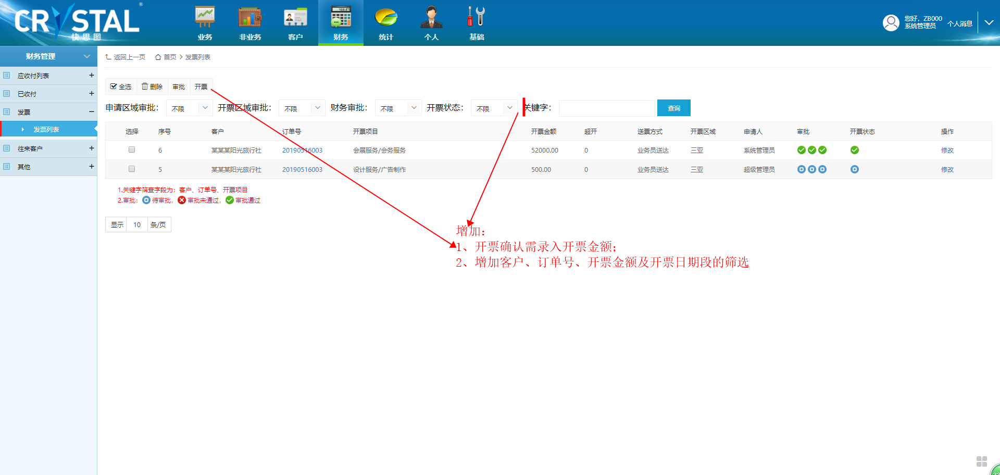 CRYSTAL ®
快思图
业务
非业务
客户
财务
统计
个人
基础
您好，ZB000
系统管理员
个人消息
财务管理
应收付列表 +
已收付 +
发票 −
发票列表
往来客户 +
其他 +
返回上一页 首页 > 发票列表
全选 删除 审批 开票
申请区域审批： 不限 开票区域审批： 不限 财务审批： 不限 开票状态： 不限 关键字： 查询
选择 序号 客户 订单号 开票项目 开票金额 超开 送票方式 开票区域 申请人 审批 开票状态 操作
6 某某某阳光旅行社 20190516003 会展服务/会务服务 52000.00 0 业务员送达 三亚 系统管理员 修改
5 某某某阳光旅行社 20190516003 设计服务/广告制作 500.00 0 业务员送达 三亚 超级管理员 修改
1.关键字筛查字段为：客户、订单号、开票项目
2.审批： 待审批， 审批未通过， 审批通过
显示 10 条/页
增加：
1、开票确认需录入开票金额；
2、增加客户、订单号、开票金额及开票日期段的筛选